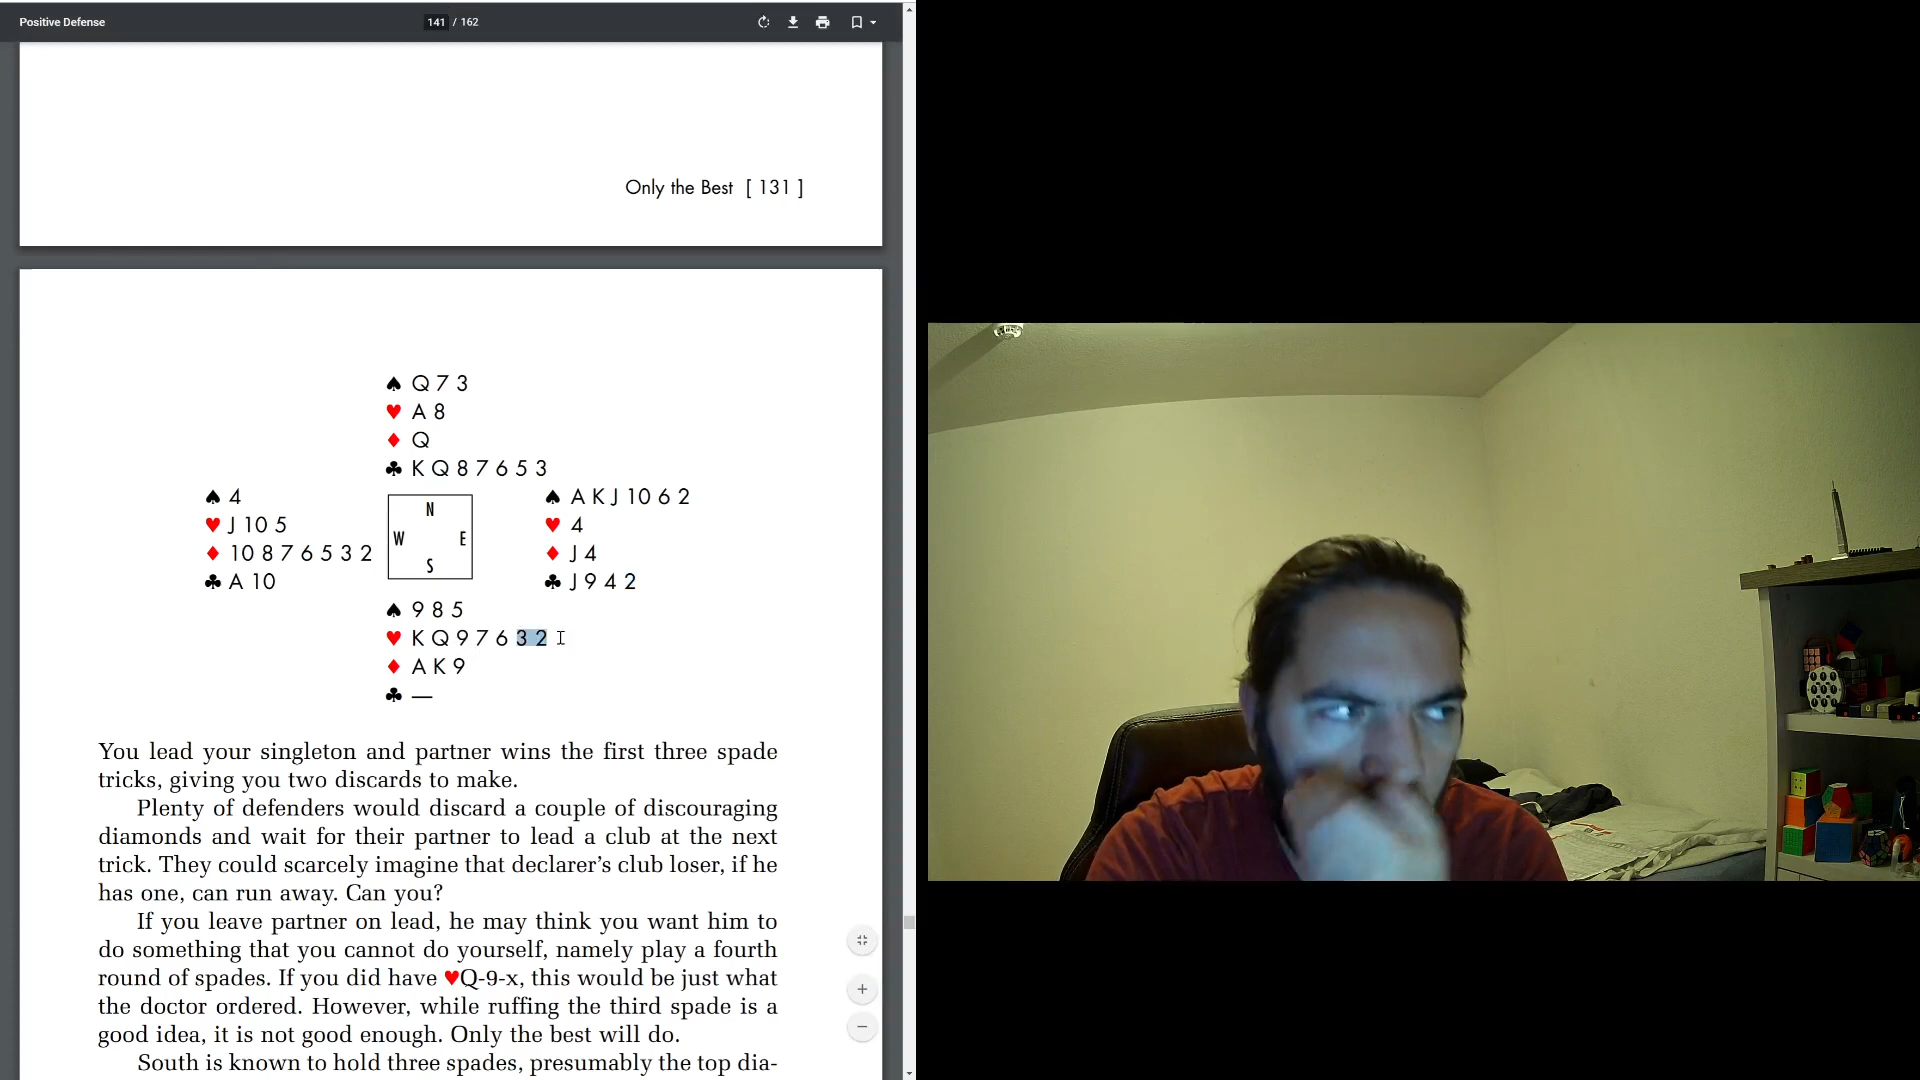 Positive Defense 141 / 162
Only the Best [ 131 ]
♠ Q 7 3
♥ A 8
♦ Q
♣ K Q 8 7 6 5 3
♠ 4
♥ J 10 5
♦ 10 8 7 6 5 3 2
♣ A 10
N
W E
S
♠ A K J 10 6 2
♥ 4
♦ J 4
♣ J 9 4 2
♠ 9 8 5
♥ K Q 9 7 6 3 2
♦ A K 9
♣ —
You lead your singleton and partner wins the first three spade
tricks, giving you two discards to make.
Plenty of defenders would discard a couple of discouraging
diamonds and wait for their partner to lead a club at the next
trick. They could scarcely imagine that declarer’s club loser, if he
has one, can run away. Can you?
If you leave partner on lead, he may think you want him to
do something that you cannot do yourself, namely play a fourth
round of spades. If you did have ♥Q-9-x, this would be just what
the doctor ordered. However, while ruffing the third spade is a
good idea, it is not good enough. Only the best will do.
South is known to hold three spades, presumably the top dia-